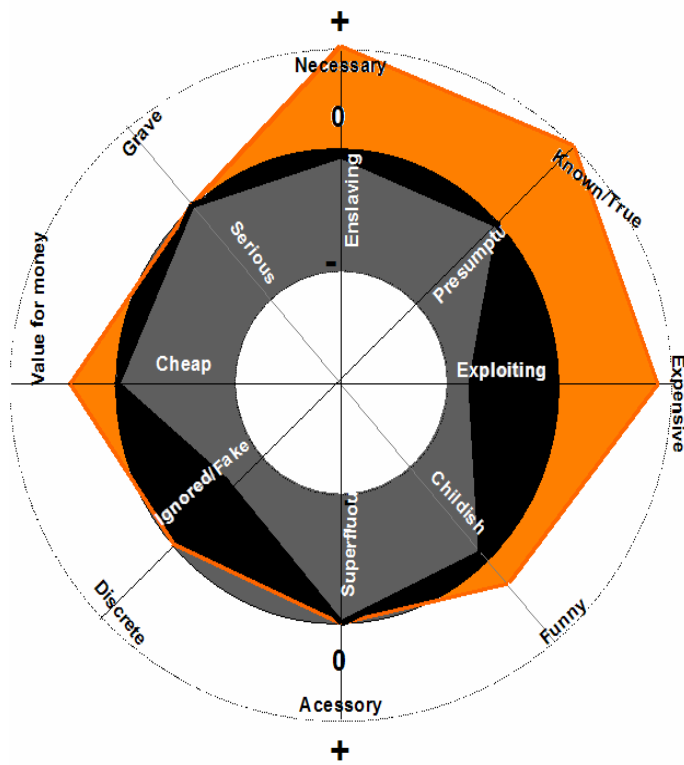 +
Necessary
0
Grave
Known/True
Enslaving
Serious
Presumptu
-
Value for money
Cheap
Exploiting
Expensive
Ignored/Fake
Childish
Superfluou
Discrete
Funny
0
Acessory
+